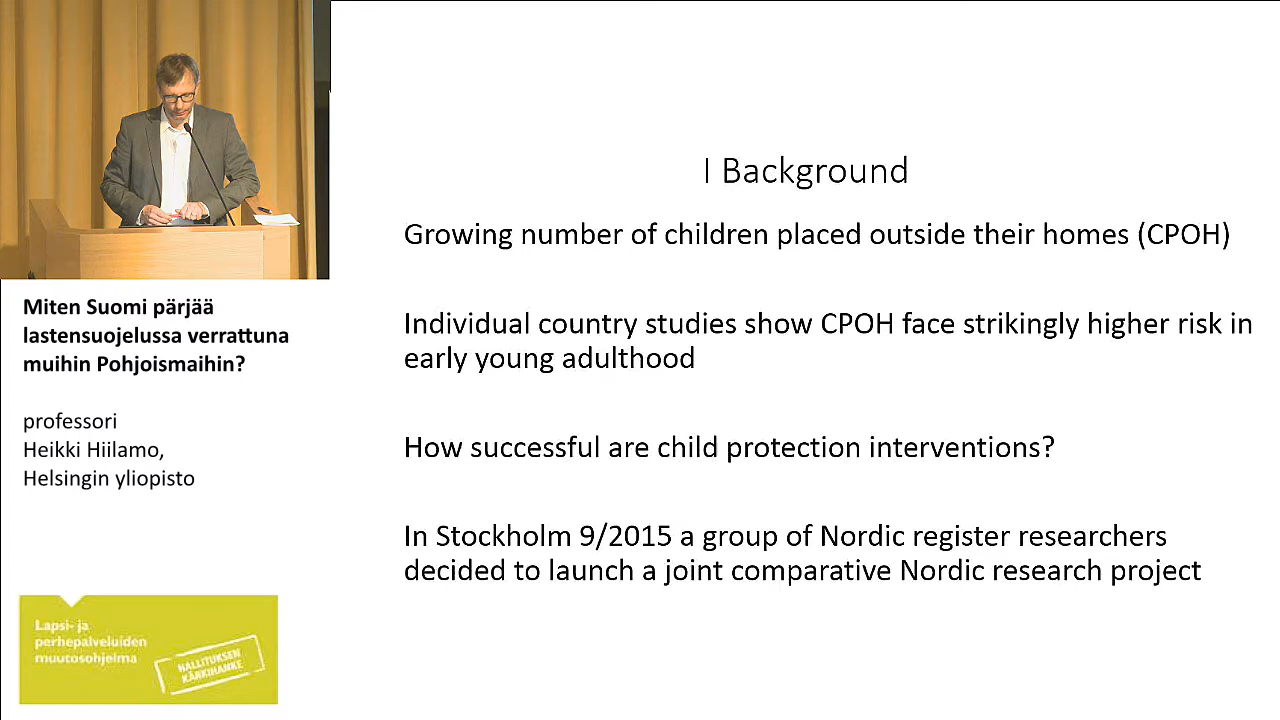 I Background
Growing number of children placed outside their homes (CPOH)
Individual country studies show CPOH face strikingly higher risk in
early young adulthood
How successful are child protection interventions?
In Stockholm 9/2015 a group of Nordic register researchers
decided to launch a joint comparative Nordic research project
Miten Suomi pärjää
lastensuojelussa verrattuna
muihin Pohjoismaihin?
professori
Heikki Hiilamo,
Helsingin yliopisto
Lapsi- ja
perhepalveluiden
muutosohjelma
HALLITUKSEN
KÄRKIHANKE